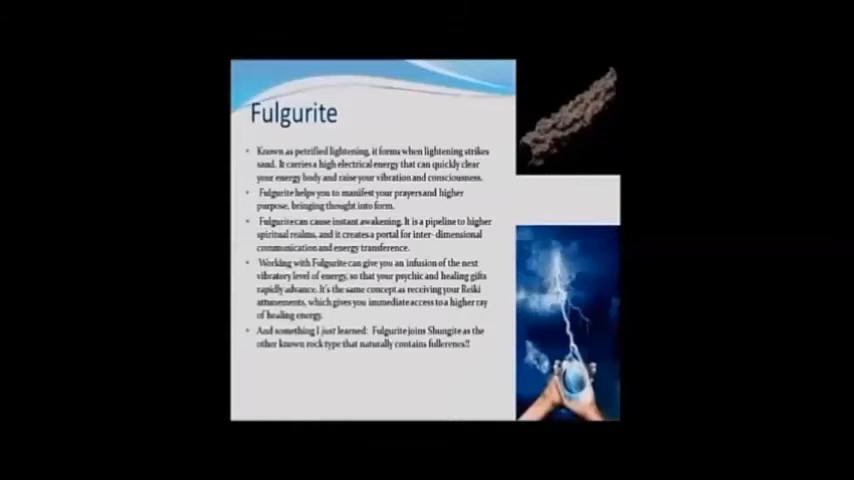 Fulgurite
• Known as petrified lightening, it forms when lightening strikes
sand. It carries a high electrical energy that can quickly clear
your energy body and raise your vibration and consciousness.
• Fulgurite helps you to manifest your prayers and higher
purpose, bringing thought into form.
• Fulgurite can cause instant awakening. It is a pipeline to higher
spiritual realms, and it creates a portal for inter-dimensional
communication and energy transference.
• Working with Fulgurite can give you an infusion of the next
vibratory level of energy, so that your psychic and healing gifts
rapidly advance. It's the same concept as receiving your Reiki
attunements, which gives you immediate access to a higher ray
of healing energy.
• And something I just learned: Fulgurite joins Shungite as the
other known rock type that naturally contains fullerenes!!